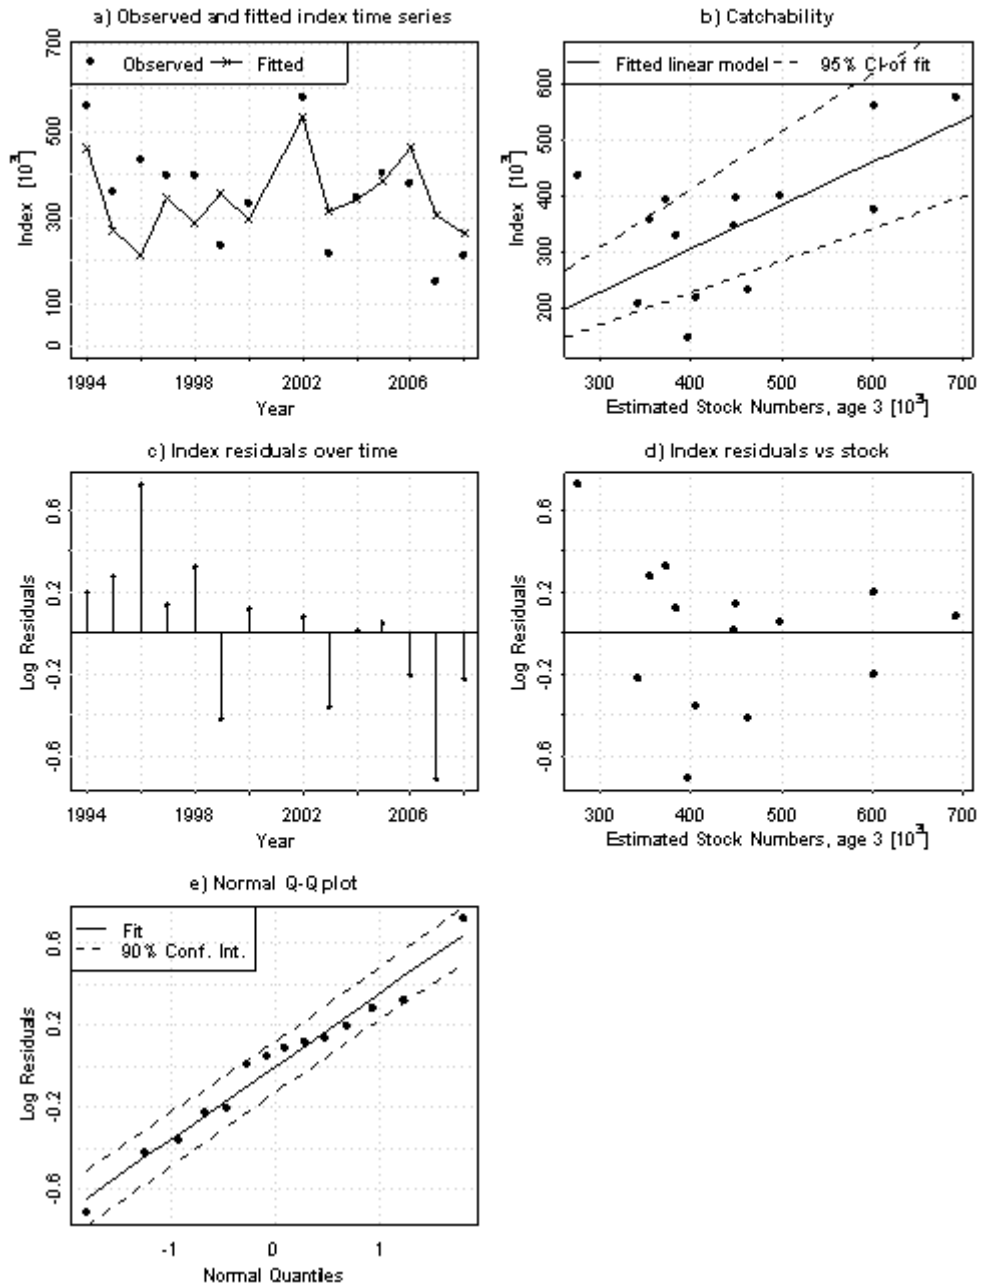 a) Observed and fitted index time series
Observed Fitted
Index [10³]
0 100 300 500 700
1994 1998 2002 2006
Year
b) Catchability
Fitted linear model 95% CI of fit
Index [10³]
200 300 400 500 600
300 400 500 600 700
Estimated Stock Numbers, age 3 [10³]
c) Index residuals over time
Log Residuals
-0.6 -0.2 0.2 0.6
1994 1998 2002 2006
Year
d) Index residuals vs stock
Log Residuals
-0.6 -0.2 0.2 0.6
300 400 500 600 700
Estimated Stock Numbers, age 3 [10³]
e) Normal Q-Q plot
Fit
90% Conf. Int.
Log Residuals
-0.6 -0.2 0.2 0.6
-1 0 1
Normal Quantiles